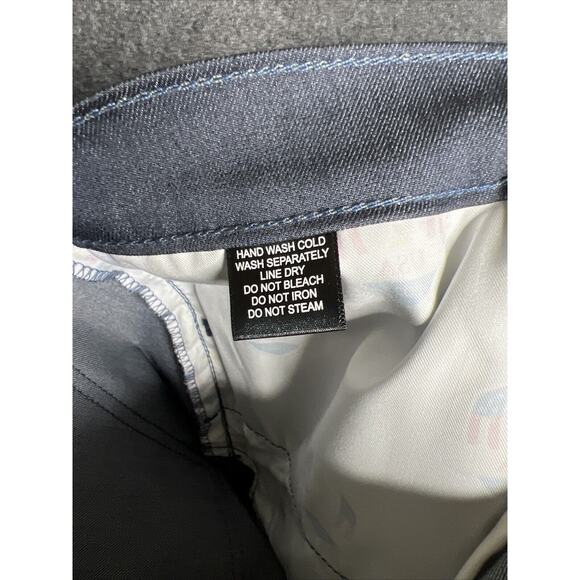 HAND WASH COLD
WASH SEPARATELY
LINE DRY
DO NOT BLEACH
DO NOT IRON
DO NOT STEAM